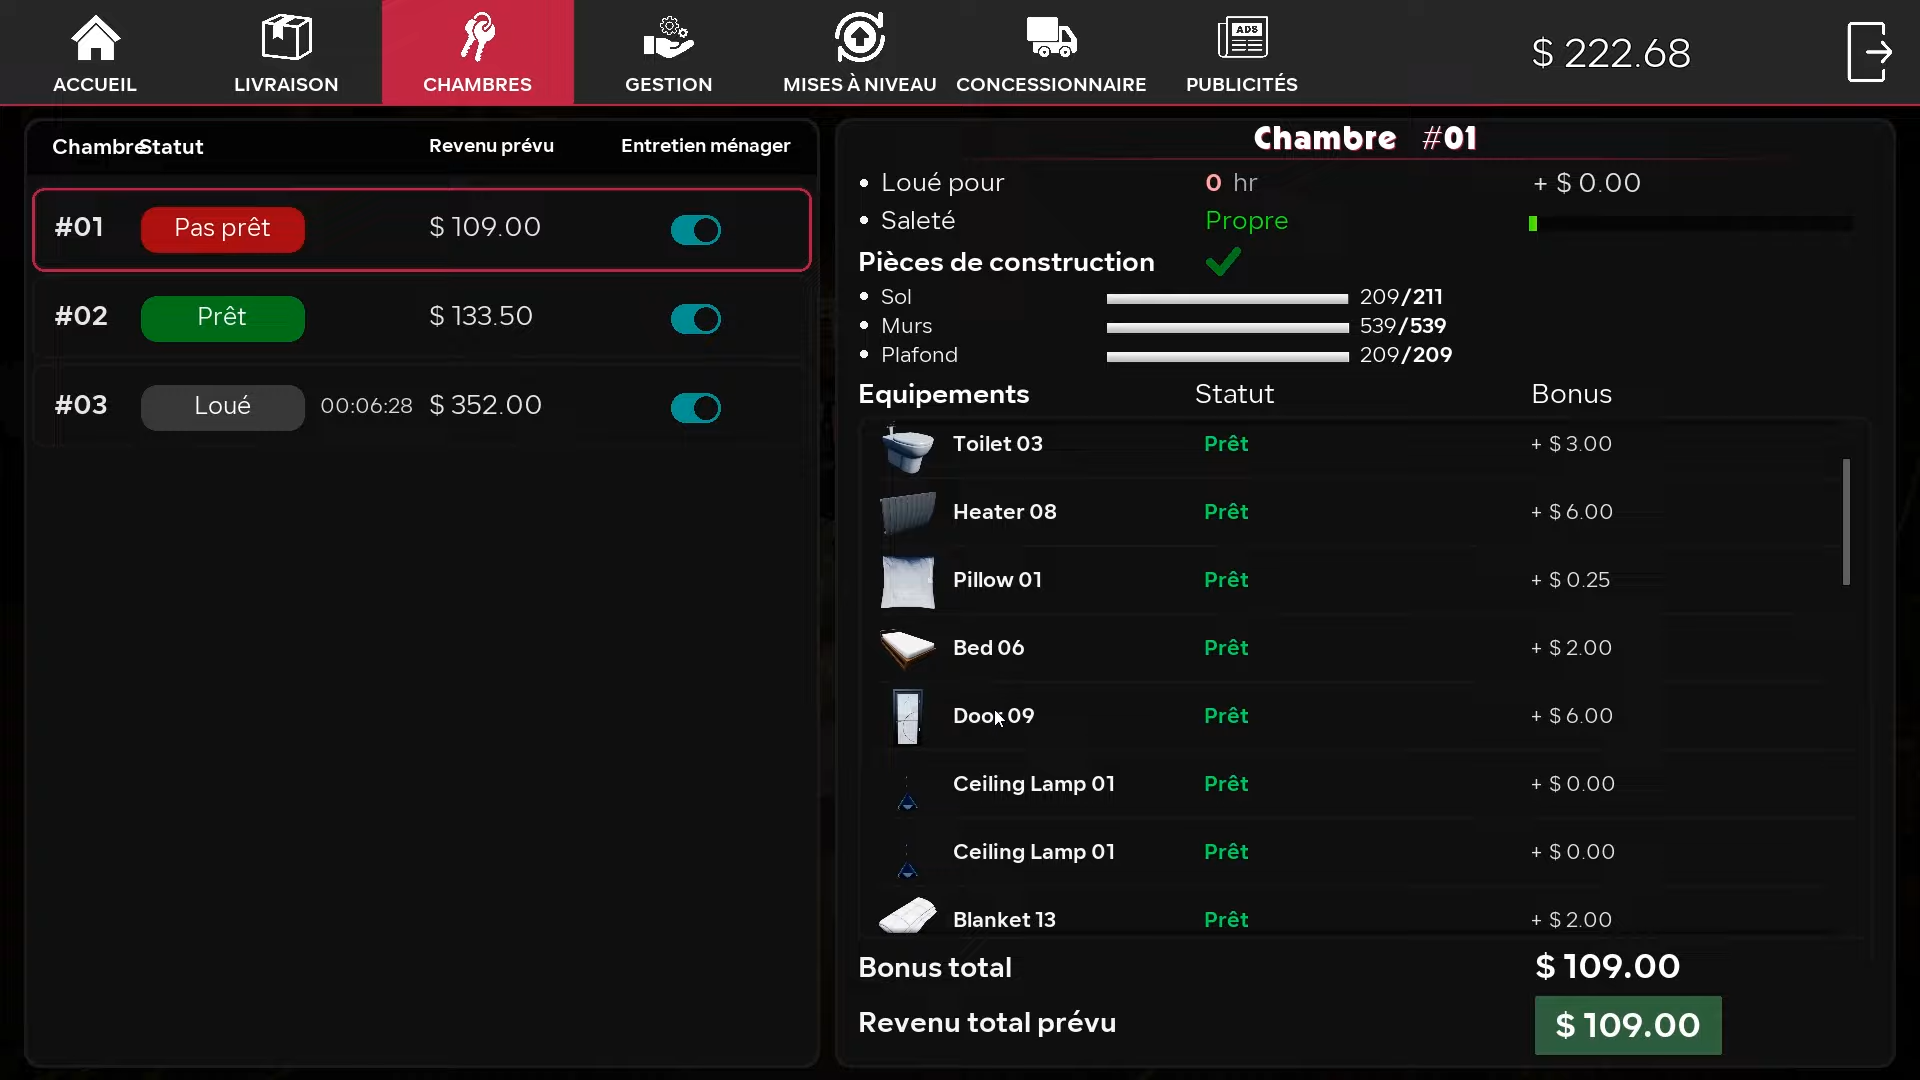 ACCUEIL
LIVRAISON
CHAMBRES
GESTION
MISES À NIVEAU
CONCESSIONNAIRE
ADS
PUBLICITÉS
$ 222.68
Chambre Statut Revenu prévu Entretien ménager
#01 Pas prêt $ 109.00
#02 Prêt $ 133.50
#03 Loué 00:06:28 $ 352.00
Chambre #01
• Loué pour 0 hr + $ 0.00
• Saleté Propre
Pièces de construction
• Sol 209/211
• Murs 539/539
• Plafond 209/209
Equipements Statut Bonus
Toilet 03 Prêt + $ 3.00
Heater 08 Prêt + $ 6.00
Pillow 01 Prêt + $ 0.25
Bed 06 Prêt + $ 2.00
Door 09 Prêt + $ 6.00
Ceiling Lamp 01 Prêt + $ 0.00
Ceiling Lamp 01 Prêt + $ 0.00
Blanket 13 Prêt + $ 2.00
Bonus total $ 109.00
Revenu total prévu $ 109.00